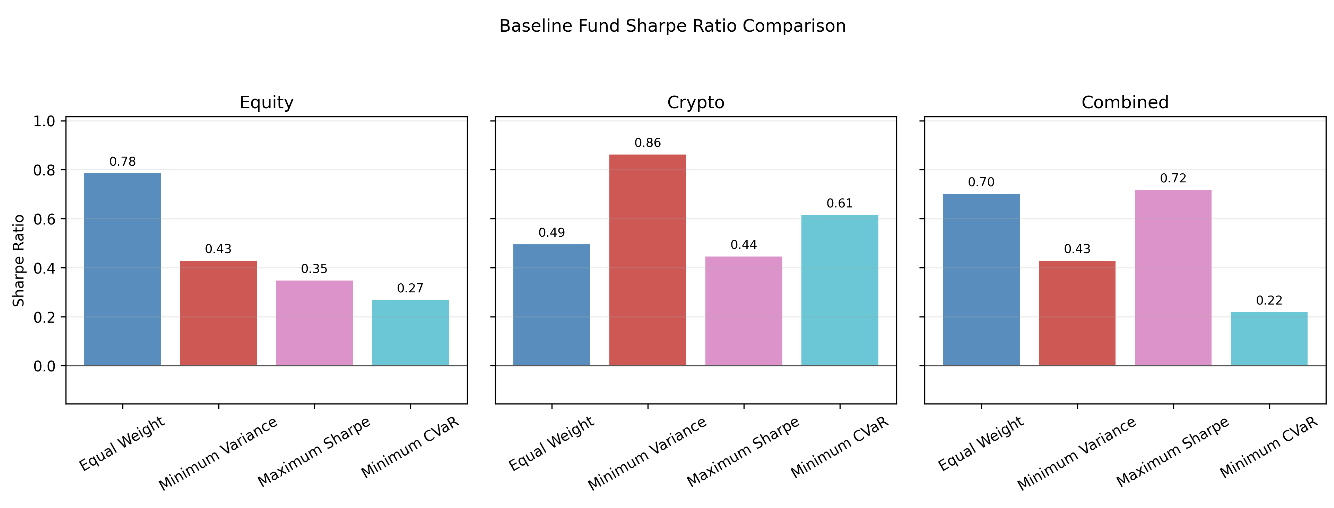 Baseline Fund Sharpe Ratio Comparison
Equity
Crypto
Combined
Sharpe Ratio
1.0
0.8
0.6
0.4
0.2
0.0
0.78
0.43
0.35
0.27
0.49
0.86
0.44
0.61
0.70
0.43
0.72
0.22
Equal Weight
Minimum Variance
Maximum Sharpe
Minimum CVaR
Equal Weight
Minimum Variance
Maximum Sharpe
Minimum CVaR
Equal Weight
Minimum Variance
Maximum Sharpe
Minimum CVaR